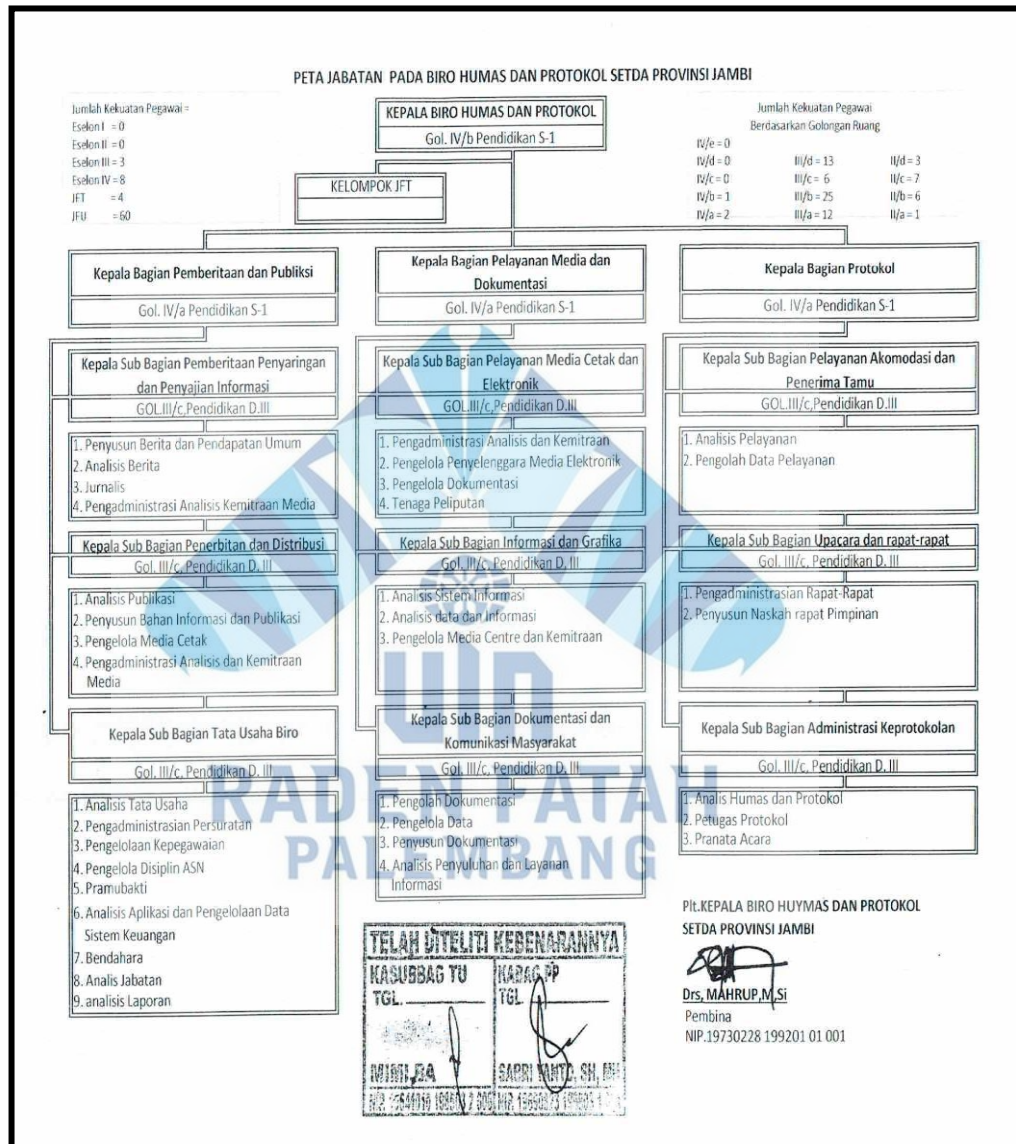 PETA JABATAN PADA BIRO HUMAS DAN PROTOKOL SETDA PROVINSI JAMBI
Jumlah Kekuatan Pegawai =
Eselon I = 0
Eselon II = 0
Eselon III = 3
Eselon IV = 8
JFT = 4
JFU = 60
KEPALA BIRO HUMAS DAN PROTOKOL
Gol. IV/b Pendidikan S-1
KELOMPOK JFT
Jumlah Kekuatan Pegawai
Berdasarkan Golongan Ruang
IV/e = 0
IV/d = 0 III/d = 13 II/d = 3
IV/c = 0 III/c = 6 II/c = 7
IV/b = 1 III/b = 25 II/b = 6
IV/a = 2 III/a = 12 II/a = 1
Kepala Bagian Pemberitaan dan Publiksi
Gol. IV/a Pendidikan S-1
Kepala Sub Bagian Pemberitaan Penyaringan
dan Penyajian Informasi
GOL.III/c,Pendidikan D.III
1. Penyusun Berita dan Pendapatan Umum
2. Analisis Berita
3. Jurnalis
4. Pengadministrasi Analisis Kemitraan Media
Kepala Sub Bagian Penerbitan dan Distribusi
Gol. III/c, Pendidikan D. III
1. Analisis Publikasi
2. Penyusun Bahan Informasi dan Publikasi
3. Pengelola Media Cetak
4. Pengadministrasi Analisis dan Kemitraan
Media
Kepala Sub Bagian Tata Usaha Biro
Gol. III/c, Pendidikan D. III
1. Analisis Tata Usaha
2. Pengadministrasian Persuratan
3. Pengelolaan Kepegawaian
4. Pengelola Disiplin ASN
5. Pramubakti
6. Analisis Aplikasi dan Pengelolaan Data
Sistem Keuangan
7. Bendahara
8. Analis Jabatan
9. analisis Laporan
Kepala Bagian Pelayanan Media dan
Dokumentasi
Gol. IV/a Pendidikan S-1
Kepala Sub Bagian Pelayanan Media Cetak dan
Elektronik
GOL.III/c,Pendidikan D.III
1. Pengadministrasi Analisis dan Kemitraan
2. Pengelola Penyelenggara Media Elektronik
3. Pengelola Dokumentasi
4. Tenaga Peliputan
Kepala Sub Bagian Informasi dan Grafika
Gol. III/c, Pendidikan D. III
1. Analisis Sistem Informasi
2. Analisis data dan Informasi
3. Pengelola Media Centre dan Kemitraan
Kepala Sub Bagian Dokumentasi dan
Komunikasi Masyarakat
Gol. III/c, Pendidikan D. III
1. Pengolah Dokumentasi
2. Pengelola Data
3. Penyusun Dokumentasi
4. Analisis Penyuluhan dan Layanan
Informasi
Kepala Bagian Protokol
Gol. IV/a Pendidikan S-1
Kepala Sub Bagian Pelayanan Akomodasi dan
Penerima Tamu
GOL.III/c,Pendidikan D.III
1. Analisis Pelayanan
2. Pengolah Data Pelayanan
Kepala Sub Bagian Upacara dan rapat-rapat
Gol. III/c, Pendidikan D. III
1. Pengadministrasian Rapat-Rapat
2. Penyusun Naskah rapat Pimpinan
Kepala Sub Bagian Administrasi Keprotokolan
Gol. III/c, Pendidikan D. III
1. Analis Humas dan Protokol
2. Petugas Protokol
3. Pranata Acara
uin
RADEN FATAH
PALEMBANG
TELAH DITELITI KEBENARANNYA
KASUBBAG TU
TGL.
KABAG PP
TGL
Plt.KEPALA BIRO HUYMAS DAN PROTOKOL
SETDA PROVINSI JAMBI
Drs, MAHRUP,M,Si
Pembina
NIP.19730228 199201 01 001